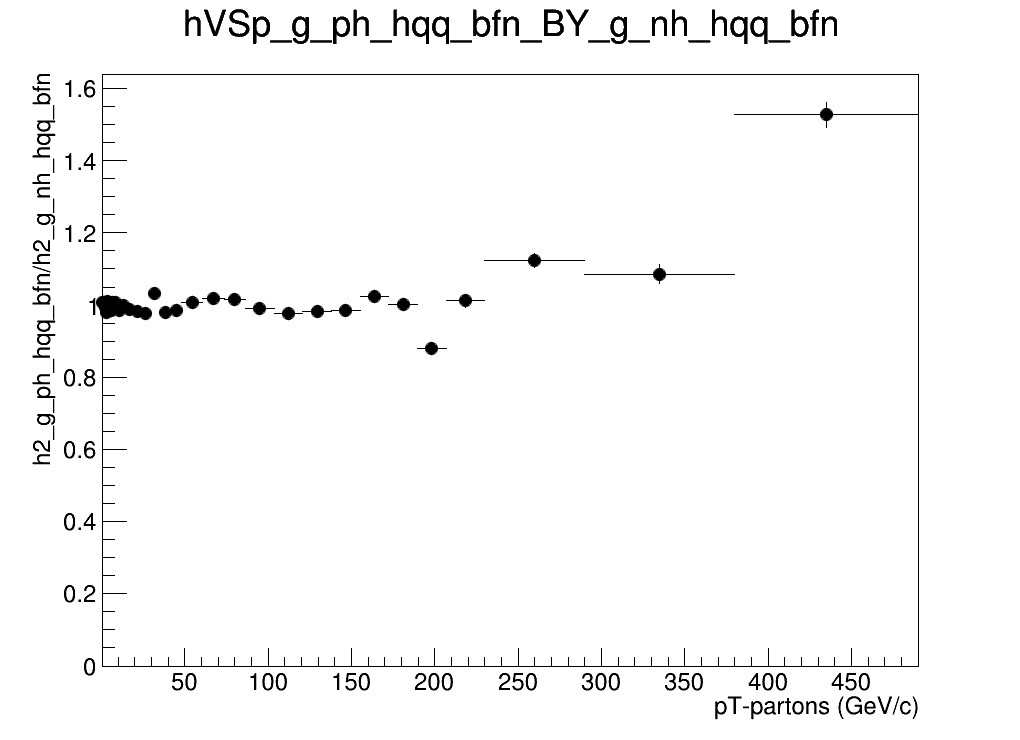 hVSp_g_ph_hqq_bfn_BY_g_nh_hqq_bfn
h2_g_ph_hqq_bfn/h2_g_nh_hqq_bfn
1.6
1.4
1.2
1
0.8
0.6
0.4
0.2
0
50 100 150 200 250 300 350 400 450
pT-partons (GeV/c)